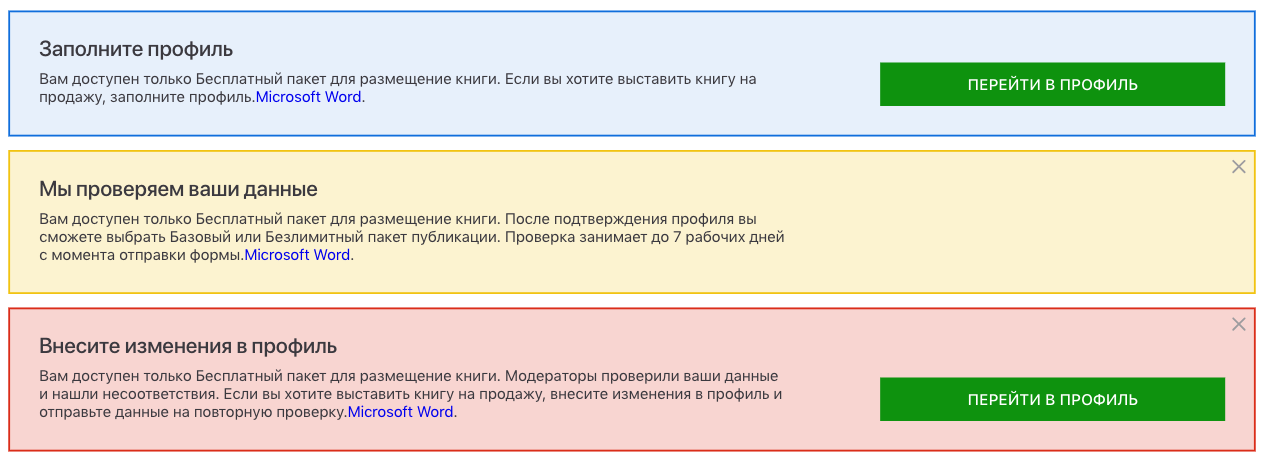 Заполните профиль
Вам доступен только Бесплатный пакет для размещение книги. Если вы хотите выставить книгу на
продажу, заполните профиль.Microsoft Word.
ПЕРЕЙТИ В ПРОФИЛЬ
Мы проверяем ваши данные
Вам доступен только Бесплатный пакет для размещение книги. После подтверждения профиля вы
сможете выбрать Базовый или Безлимитный пакет публикации. Проверка занимает до 7 рабочих дней
с момента отправки формы.Microsoft Word.
Внесите изменения в профиль
Вам доступен только Бесплатный пакет для размещение книги. Модераторы проверили ваши данные
и нашли несоответствия. Если вы хотите выставить книгу на продажу, внесите изменения в профиль и
отправьте данные на повторную проверку.Microsoft Word.
ПЕРЕЙТИ В ПРОФИЛЬ